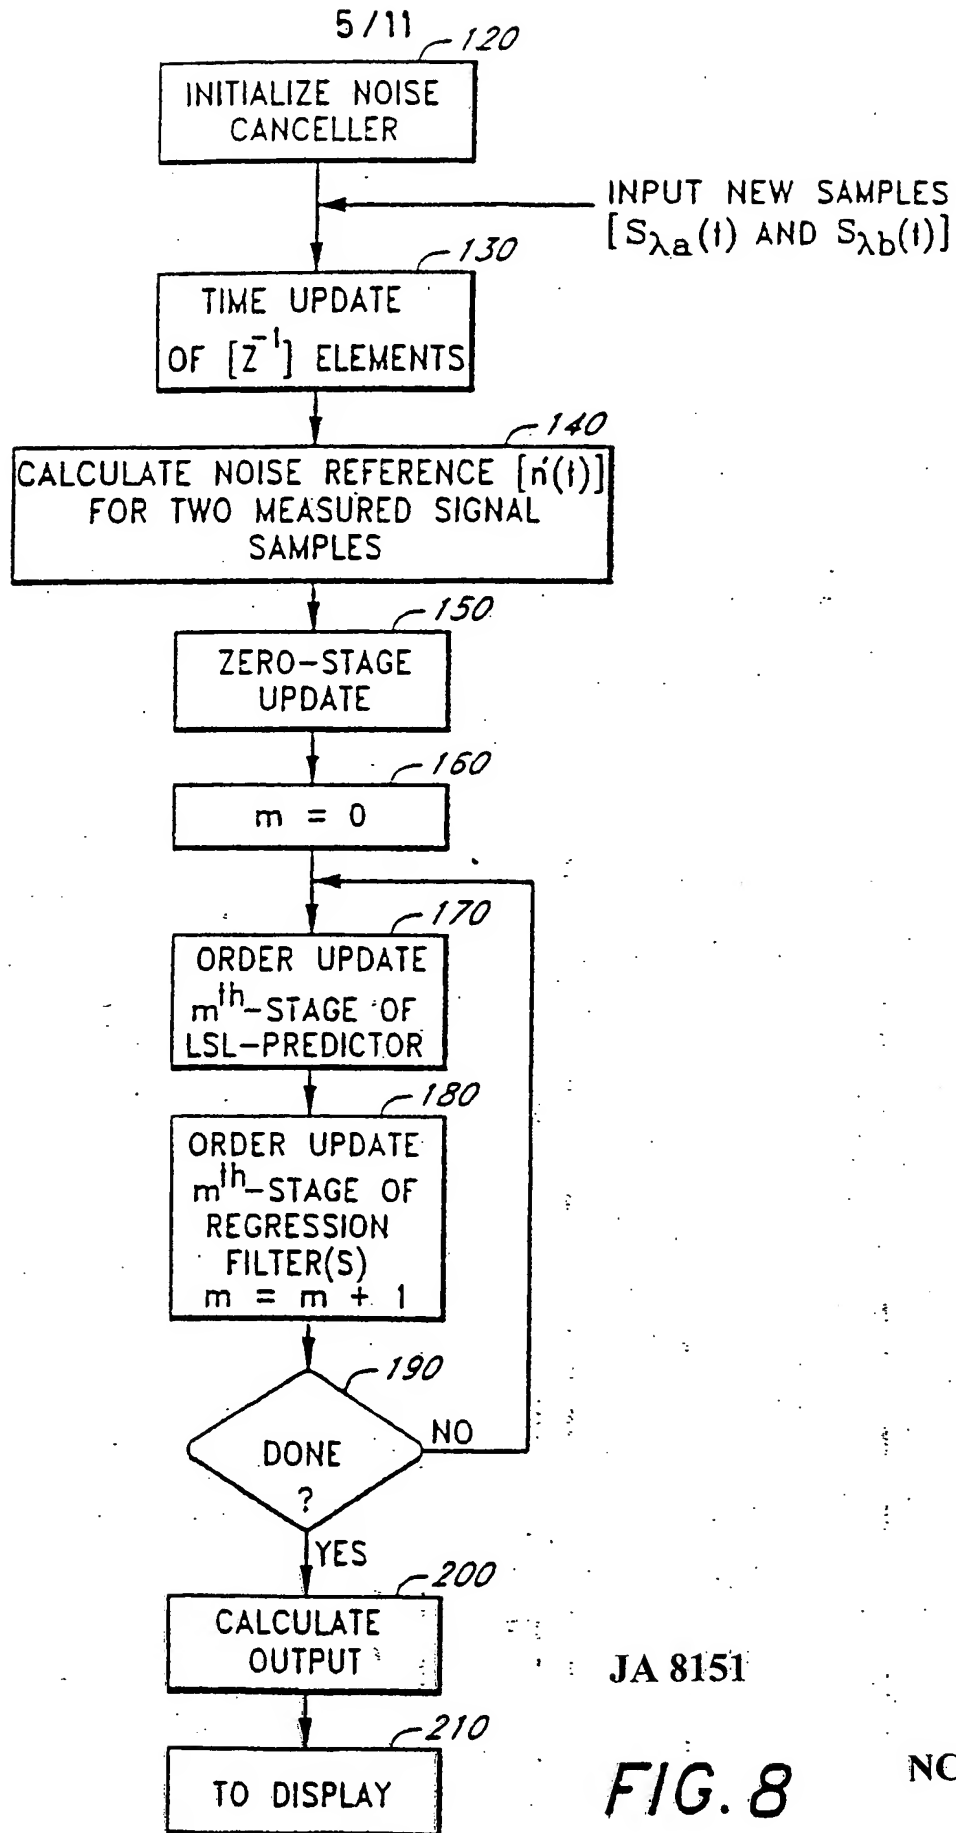 5/11
120
INITIALIZE NOISE
CANCELLER
INPUT NEW SAMPLES
[Sλa(t) AND Sλb(t)]
130
TIME UPDATE
OF [Z⁻¹] ELEMENTS
140
CALCULATE NOISE REFERENCE [n'(t)]
FOR TWO MEASURED SIGNAL
SAMPLES
150
ZERO-STAGE
UPDATE
160
m = 0
170
ORDER UPDATE
mth-STAGE OF
LSL-PREDICTOR
180
ORDER UPDATE
mth-STAGE OF
REGRESSION
FILTER(S)
m = m + 1
190
DONE
?
NO
YES
200
CALCULATE
OUTPUT
210
TO DISPLAY
JA 8151
FIG. 8